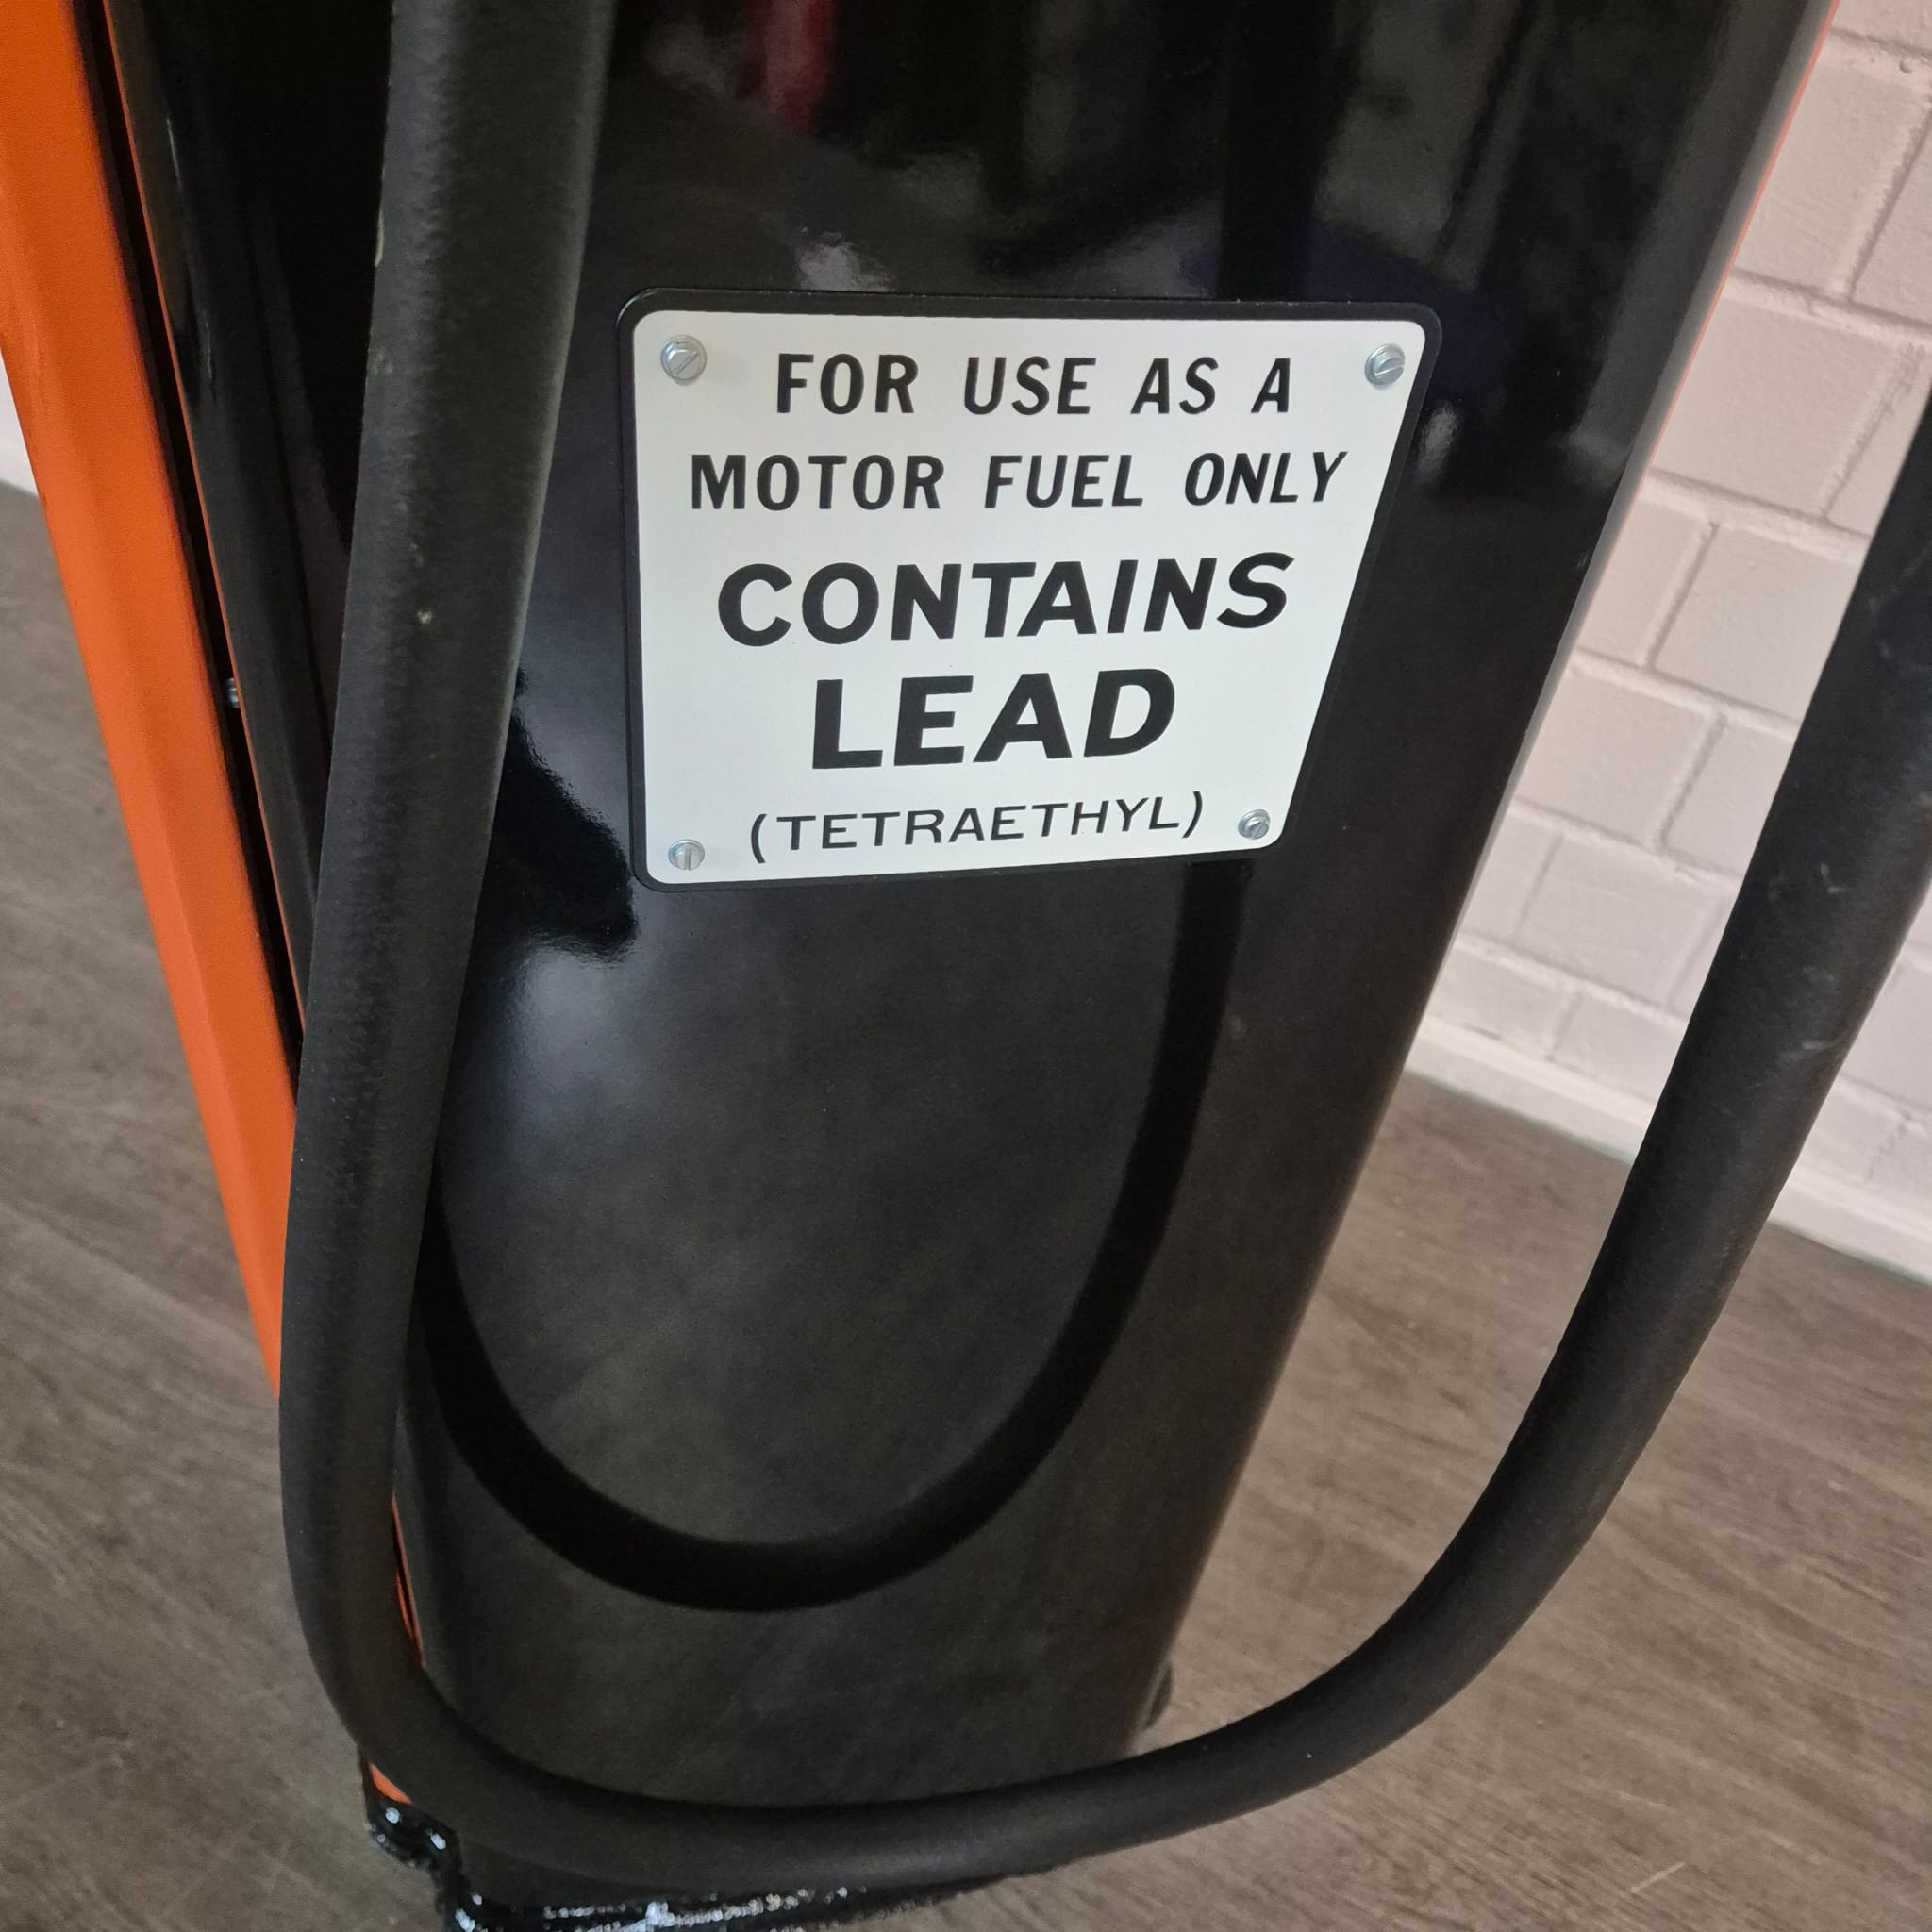 FOR USE AS A
MOTOR FUEL ONLY
CONTAINS
LEAD
(TETRAETHYL)